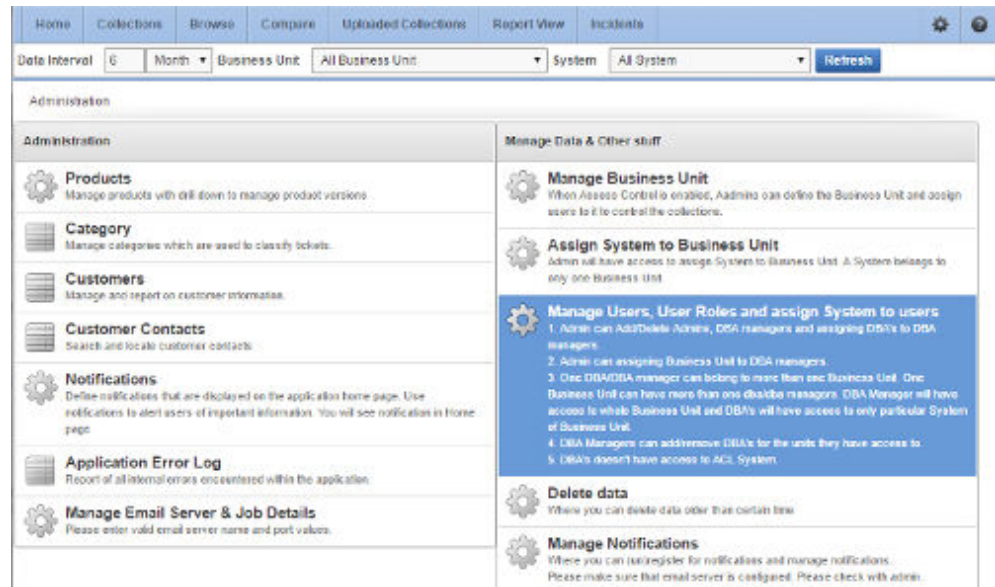 Home Collections Browse Compare Uploaded Collections Report View Incidents
Data Interval 6 Month Business Unit All Business Unit System All System Refresh
Administration
Administration
Products
Manage products with drill down to manage product versions
Category
Manage categories which are used to classify tickets.
Customers
Manage and report on customer information.
Customer Contacts
Search and locate customer contacts
Notifications
Define notifications that are displayed on the application home page. Use
notifications to alert users of important information. You will see notification in Home
page
Application Error Log
Report of all internal errors encountered within the application.
Manage Email Server & Job Details
Please enter valid email server name and port values.
Manage Data & Other stuff
Manage Business Unit
When Assess Control is enabled, Aadmins can define the Business Unit and assign
users to it to control the collections.
Assign System to Business Unit
Admin will have access to assign System to Business Unit. A System belongs to
only one Business Unit
Manage Users, User Roles and assign System to users
1. Admin can Add/Delete Admins, DBA managers and assigning DBA's to DBA
managers.
2. Admin can assigning Business Unit to DBA managers.
3. One DBA/DBA manager can belong to more than one Business Unit. One
Business Unit can have more than one dba/dba managers. DBA Manager will have
access to whole Business Unit and DBA's will have access to only particular System
of Business Unit.
4. DBA Managers can add/remove DBA's for the units they have access to.
5. DBA's doesn't have access to ACL System.
Delete data
Where you can delete data older than certain time
Manage Notifications
Where you can (un)register for notifications and manage notifications.
Please make sure that email server is configured. Please check with admin.